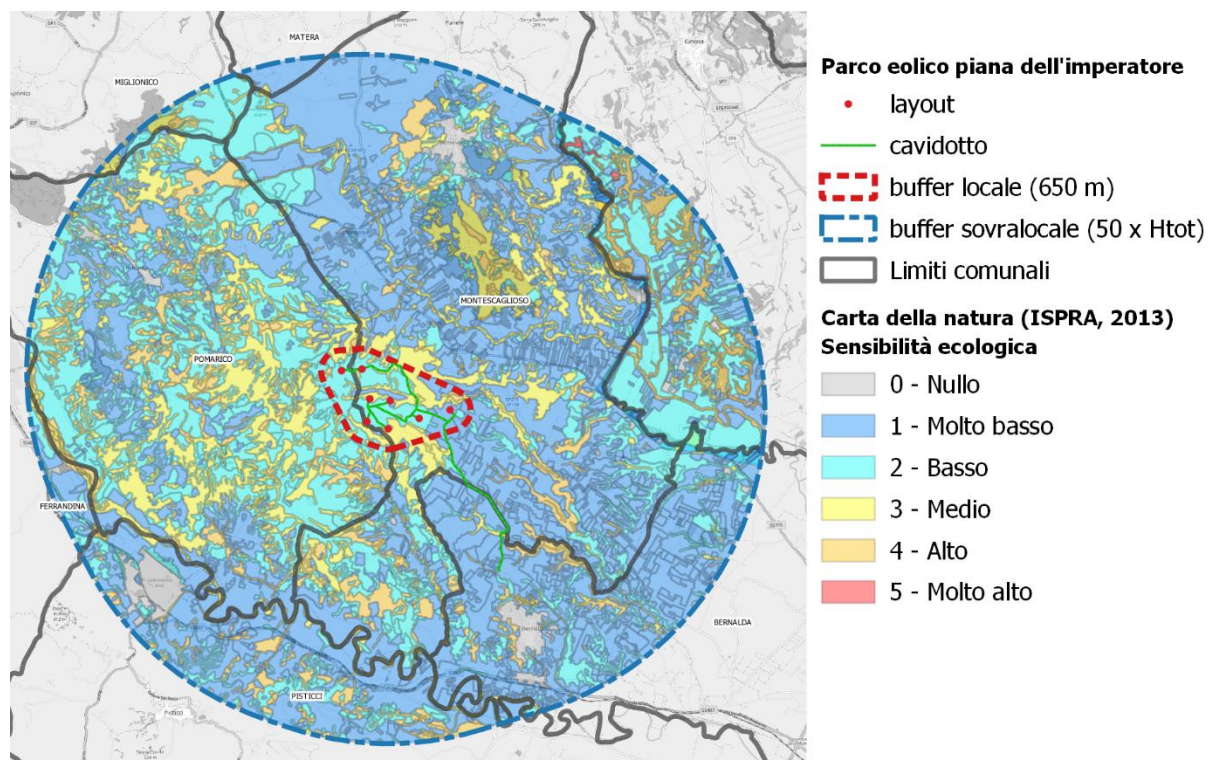 MATERA
MIGLIONICO
Ginosa
MONTESCAGLIOSO
POMARICO
FERRANDINA
BERNALDA
PISTICCI
Pisticci
Parco eolico piana dell'imperatore
layout
cavidotto
buffer locale (650 m)
buffer sovralocale (50 x Htot)
Limiti comunali
Carta della natura (ISPRA, 2013)
Sensibilità ecologica
0 - Nullo
1 - Molto basso
2 - Basso
3 - Medio
4 - Alto
5 - Molto alto